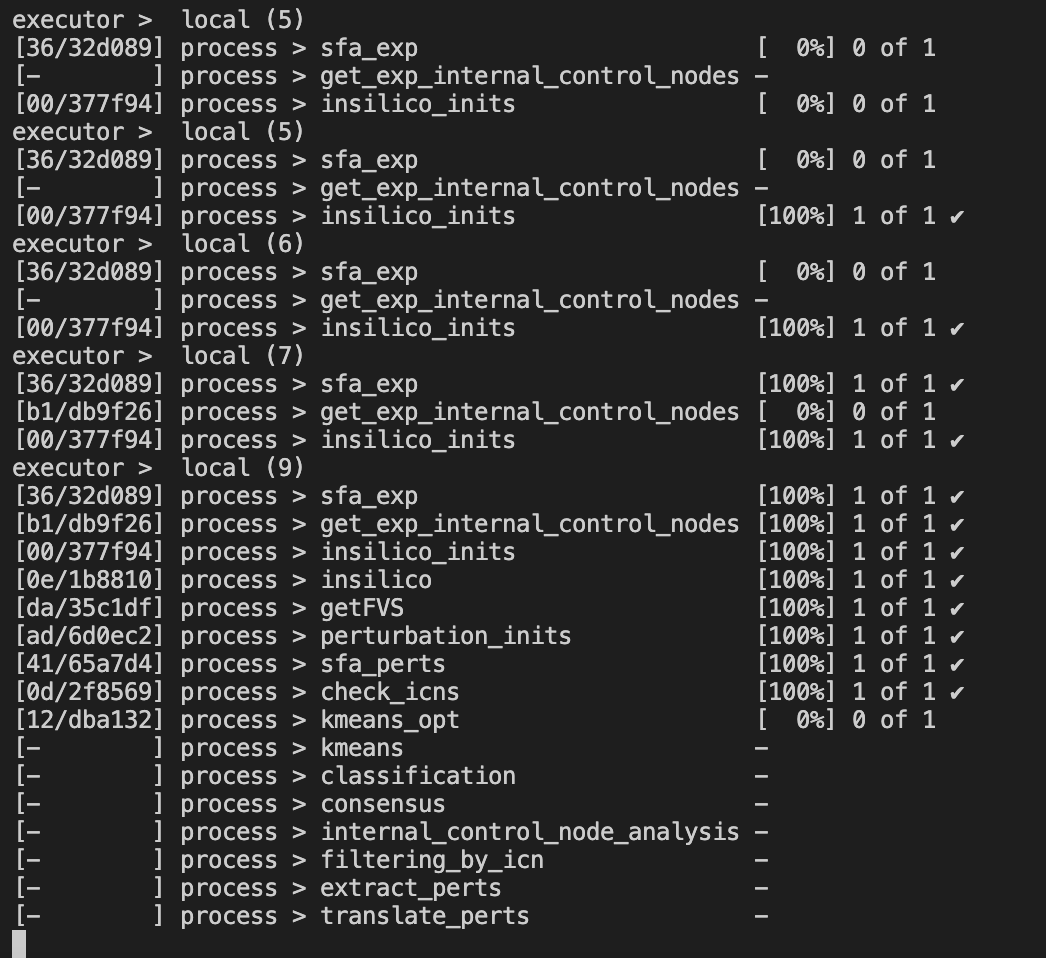 executor >  local (5)
[36/32d089] process > sfa_exp                        [  0%] 0 of 1
[-        ] process > get_exp_internal_control_nodes -
[00/377f94] process > insilico_inits                 [  0%] 0 of 1
executor >  local (5)
[36/32d089] process > sfa_exp                        [  0%] 0 of 1
[-        ] process > get_exp_internal_control_nodes -
[00/377f94] process > insilico_inits                 [100%] 1 of 1 ✔
executor >  local (6)
[36/32d089] process > sfa_exp                        [  0%] 0 of 1
[-        ] process > get_exp_internal_control_nodes -
[00/377f94] process > insilico_inits                 [100%] 1 of 1 ✔
executor >  local (7)
[36/32d089] process > sfa_exp                        [100%] 1 of 1 ✔
[b1/db9f26] process > get_exp_internal_control_nodes [  0%] 0 of 1
[00/377f94] process > insilico_inits                 [100%] 1 of 1 ✔
executor >  local (9)
[36/32d089] process > sfa_exp                        [100%] 1 of 1 ✔
[b1/db9f26] process > get_exp_internal_control_nodes [100%] 1 of 1 ✔
[00/377f94] process > insilico_inits                 [100%] 1 of 1 ✔
[0e/1b8810] process > insilico                       [100%] 1 of 1 ✔
[da/35c1df] process > getFVS                         [100%] 1 of 1 ✔
[ad/6d0ec2] process > perturbation_inits             [100%] 1 of 1 ✔
[41/65a7d4] process > sfa_perts                      [100%] 1 of 1 ✔
[0d/2f8569] process > check_icns                     [100%] 1 of 1 ✔
[12/dba132] process > kmeans_opt                     [  0%] 0 of 1
[-        ] process > kmeans                         -
[-        ] process > classification                 -
[-        ] process > consensus                      -
[-        ] process > internal_control_node_analysis -
[-        ] process > filtering_by_icn               -
[-        ] process > extract_perts                  -
[-        ] process > translate_perts                -